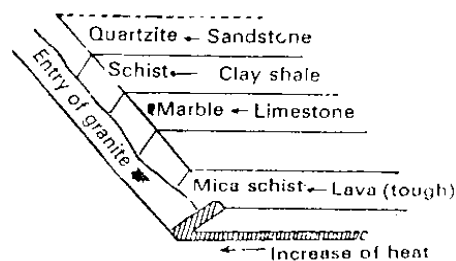 Quartzite ← Sandstone
Schist ← Clay shale
Marble ← Limestone
Entry of granite
Mica schist ← Lava (tough)
← Increase of heat